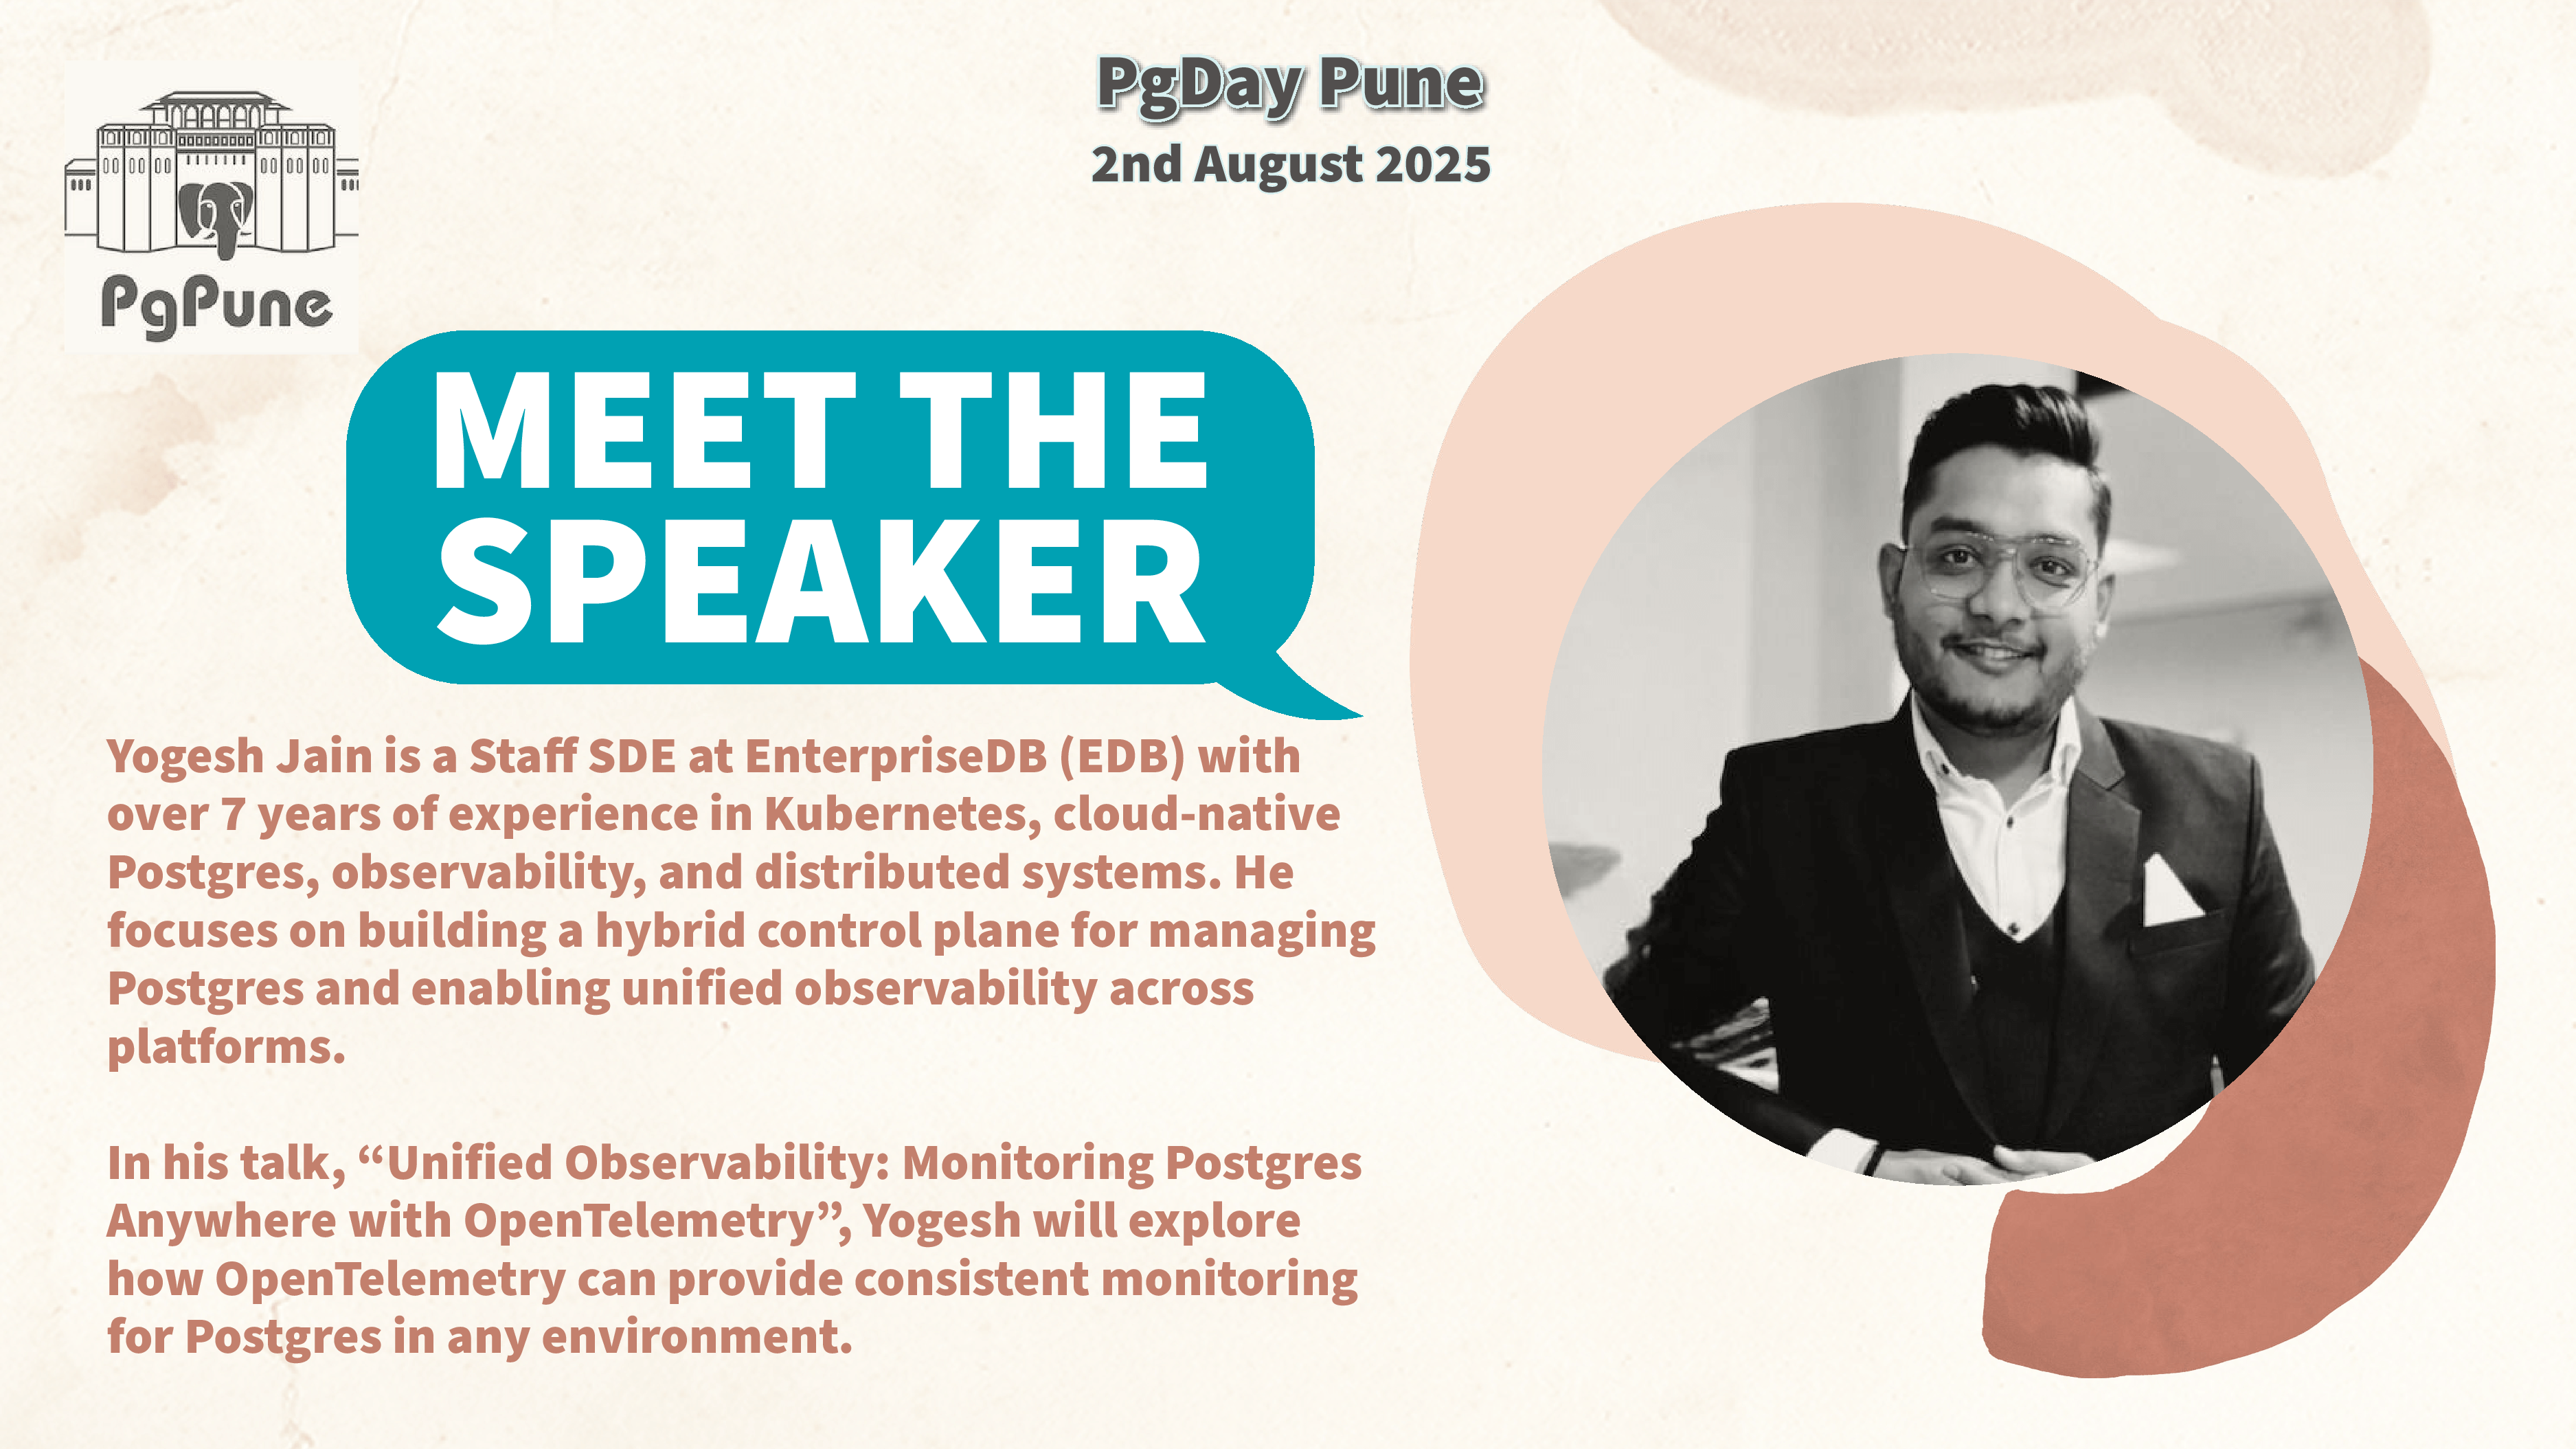 PgDay Pune
2nd August 2025
PgPune
MEET THE
SPEAKER
Yogesh Jain is a Staff SDE at EnterpriseDB (EDB) with
over 7 years of experience in Kubernetes, cloud-native
Postgres, observability, and distributed systems. He
focuses on building a hybrid control plane for managing
Postgres and enabling unified observability across
platforms.
In his talk, “Unified Observability: Monitoring Postgres
Anywhere with OpenTelemetry”, Yogesh will explore
how OpenTelemetry can provide consistent monitoring
for Postgres in any environment.